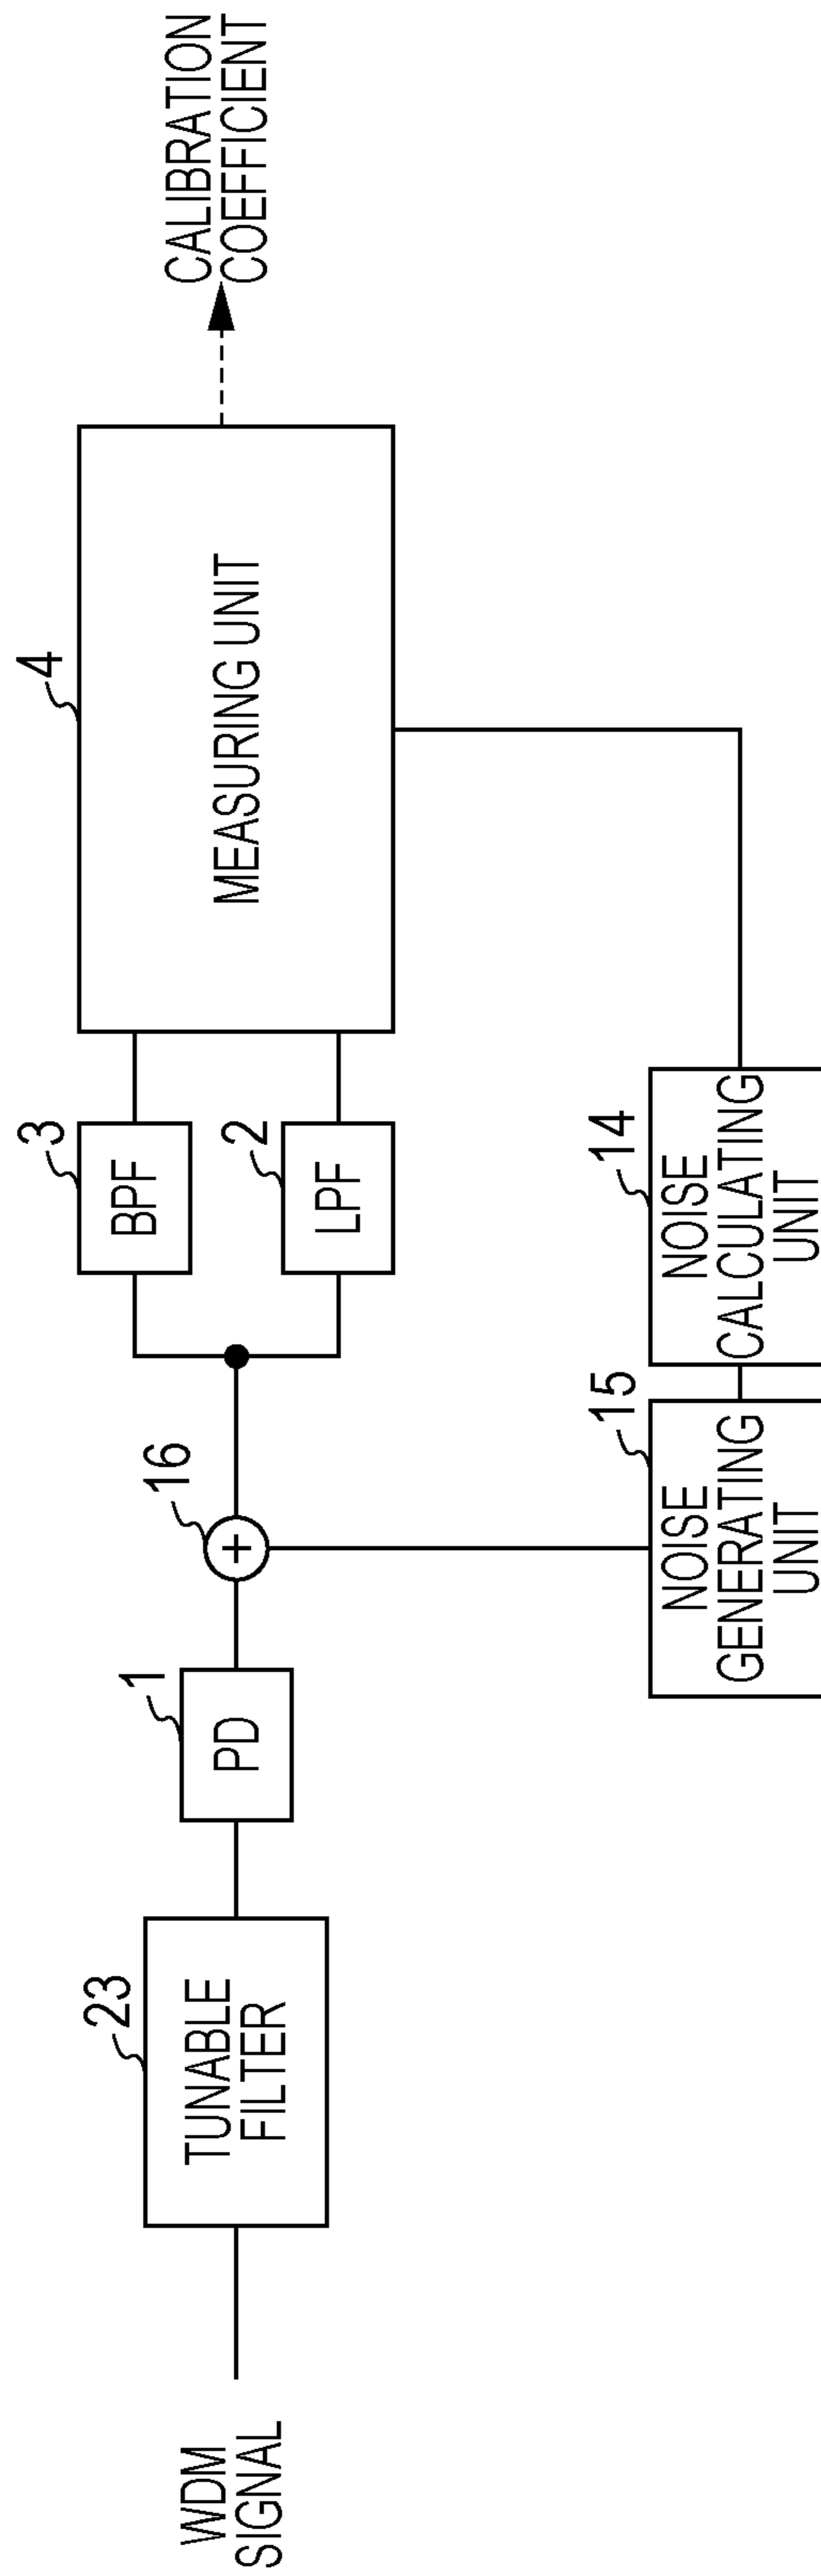 WDM
SIGNAL
23
TUNABLE
FILTER
1
PD
16
+
3
BPF
2
LPF
4
MEASURING UNIT
CALIBRATION
COEFFICIENT
15
NOISE
GENERATING
UNIT
14
NOISE
CALCULATING
UNIT